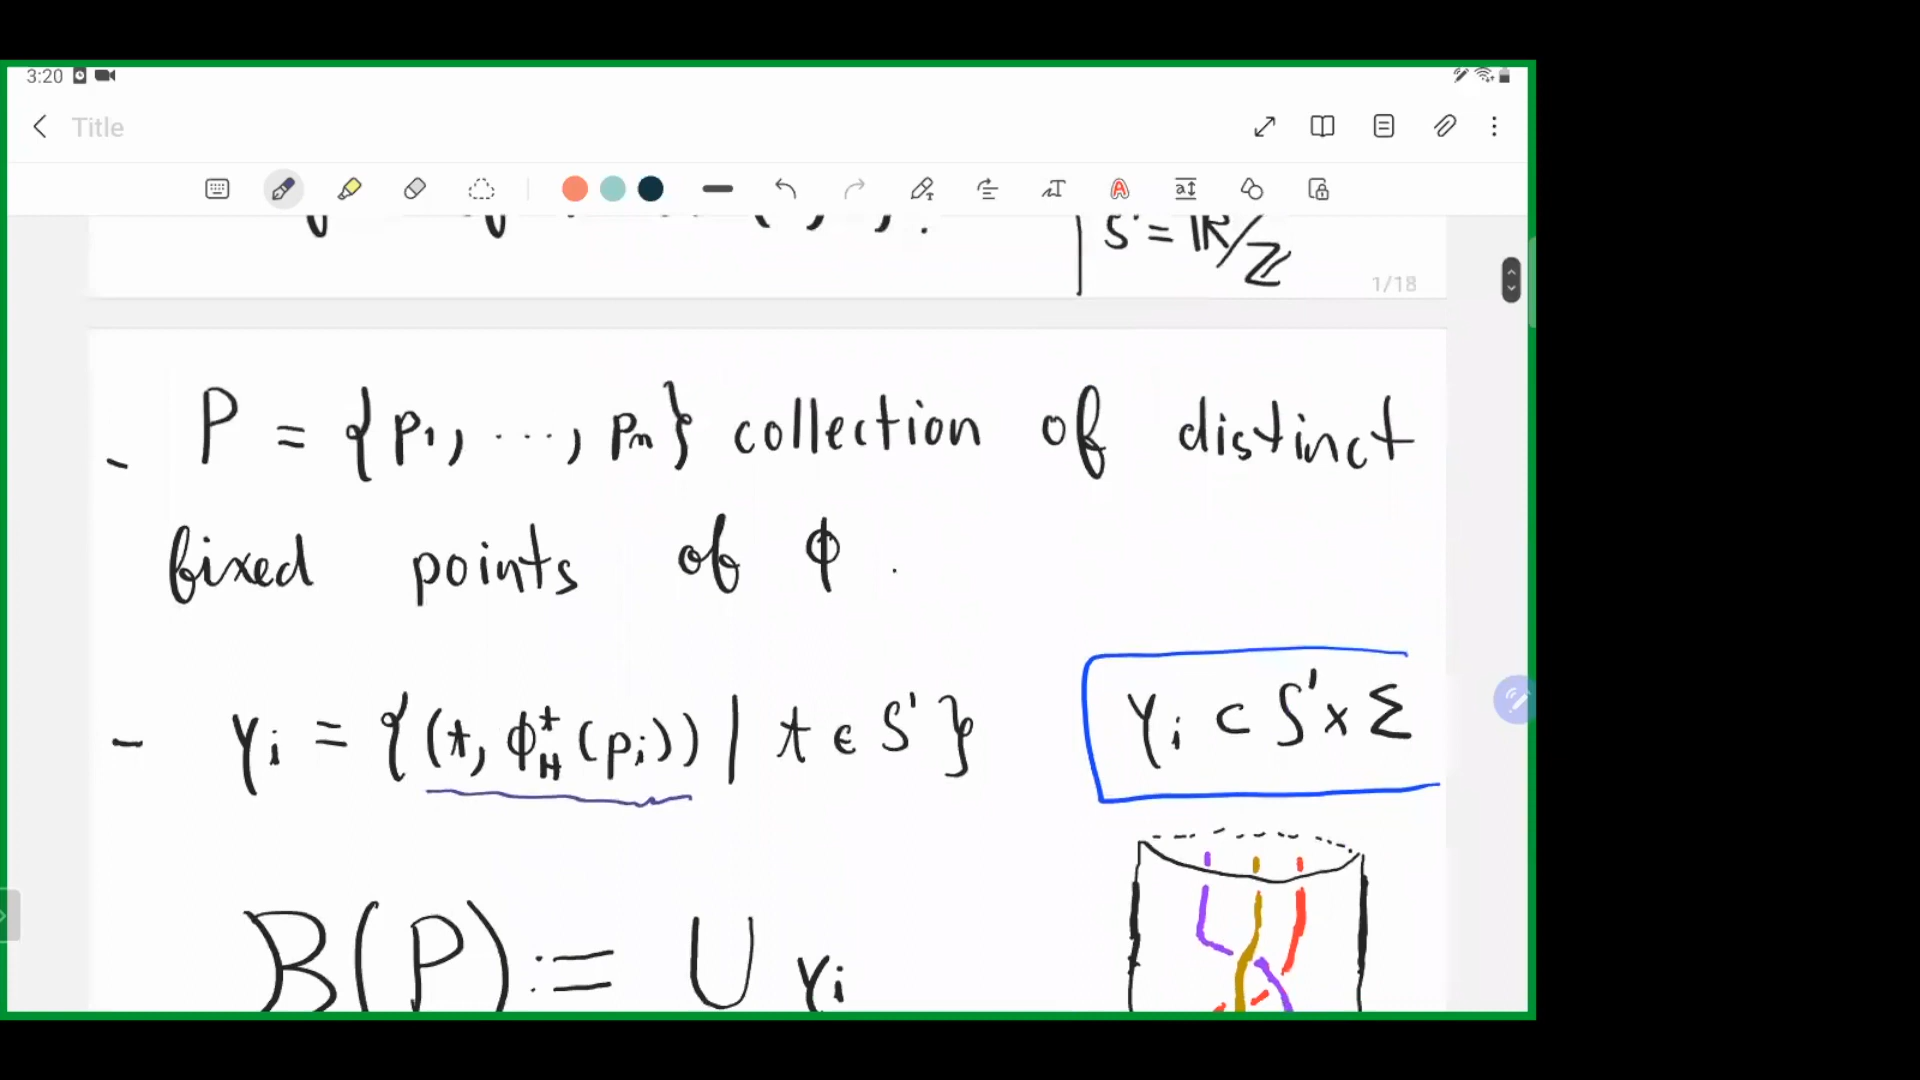 3:20
Title
S¹ = ℝ/ℤ
1/18
- P = {p₁, ..., pₙ} collection of distinct
fixed points of ϕ.
- γᵢ = {(t, ϕᵗ_H(pᵢ)) | t ∈ S¹}
γᵢ ⊂ S¹ × Σ
B(P) := ∪ γᵢ